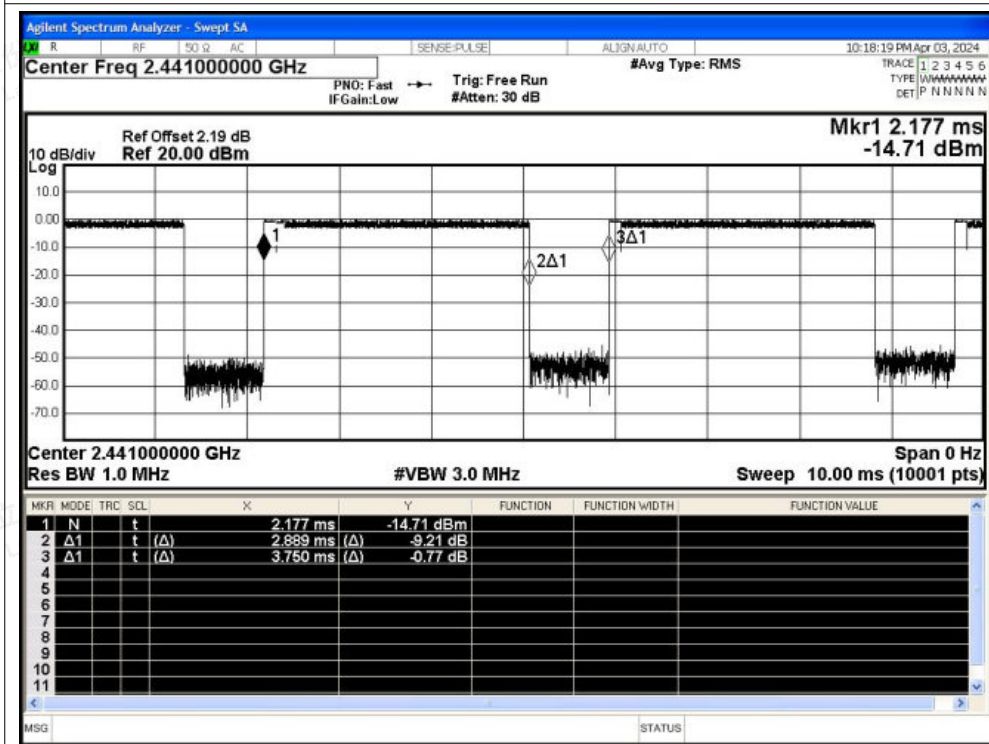 Agilent Spectrum Analyzer - Swept SA
LXI R RF 50 Ω AC SENSE:PULSE ALIGNAUTO 10:18:19 PM Apr 03, 2024
Center Freq 2.441000000 GHz #Avg Type: RMS TRACE 1 2 3 4 5 6
PNO: Fast Trig: Free Run TYPE WWWWWW
IFGain:Low #Atten: 30 dB DET P N N N N N
Mkr1 2.177 ms
-14.71 dBm
Ref Offset 2.19 dB
10 dB/div Ref 20.00 dBm
Log
10.0
0.00
-10.0
-20.0
-30.0
-40.0
-50.0
-60.0
-70.0
1
2Δ1
3Δ1
Center 2.441000000 GHz Span 0 Hz
Res BW 1.0 MHz #VBW 3.0 MHz Sweep 10.00 ms (10001 pts)
MKR MODE TRC SCL X Y FUNCTION FUNCTION WIDTH FUNCTION VALUE
1 N t 2.177 ms -14.71 dBm
2 Δ1 t (Δ) 2.889 ms (Δ) -9.21 dB
3 Δ1 t (Δ) 3.750 ms (Δ) -0.77 dB
4
5
6
7
8
9
10
11
MSG STATUS